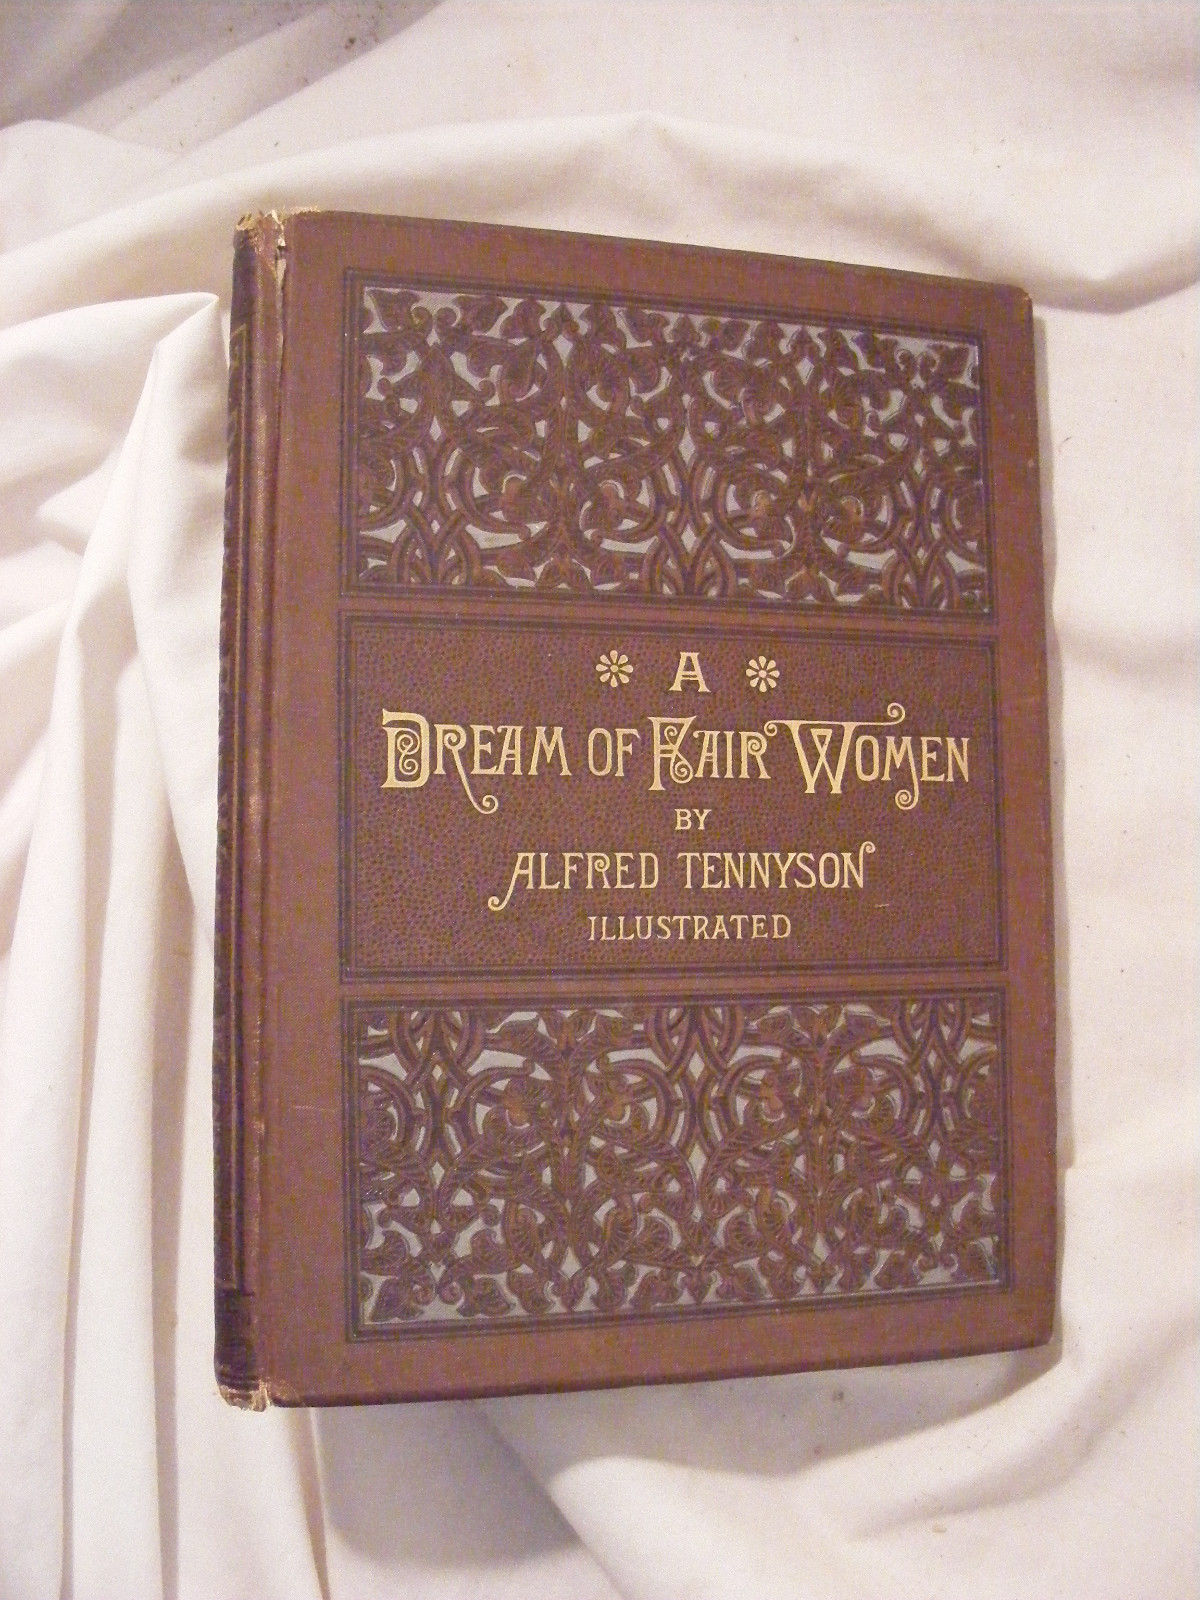 A
DREAM OF FAIR WOMEN
BY
ALFRED TENNYSON
ILLUSTRATED